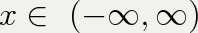 x ∈ (−∞, ∞)